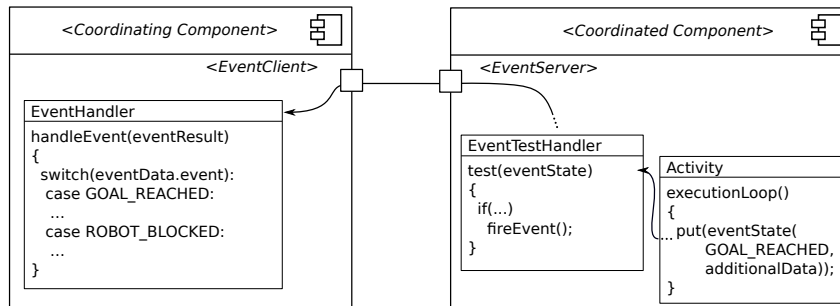 <Coordinating Component>
<EventClient>
EventHandler
handleEvent(eventResult)
{
switch(eventData.event):
case GOAL_REACHED:
...
case ROBOT_BLOCKED:
...
}
<Coordinated Component>
<EventServer>
EventTestHandler
test(eventState)
{
if(...)
fireEvent();
}
Activity
executionLoop()
{
... put(eventState(
GOAL_REACHED,
additionalData));
}